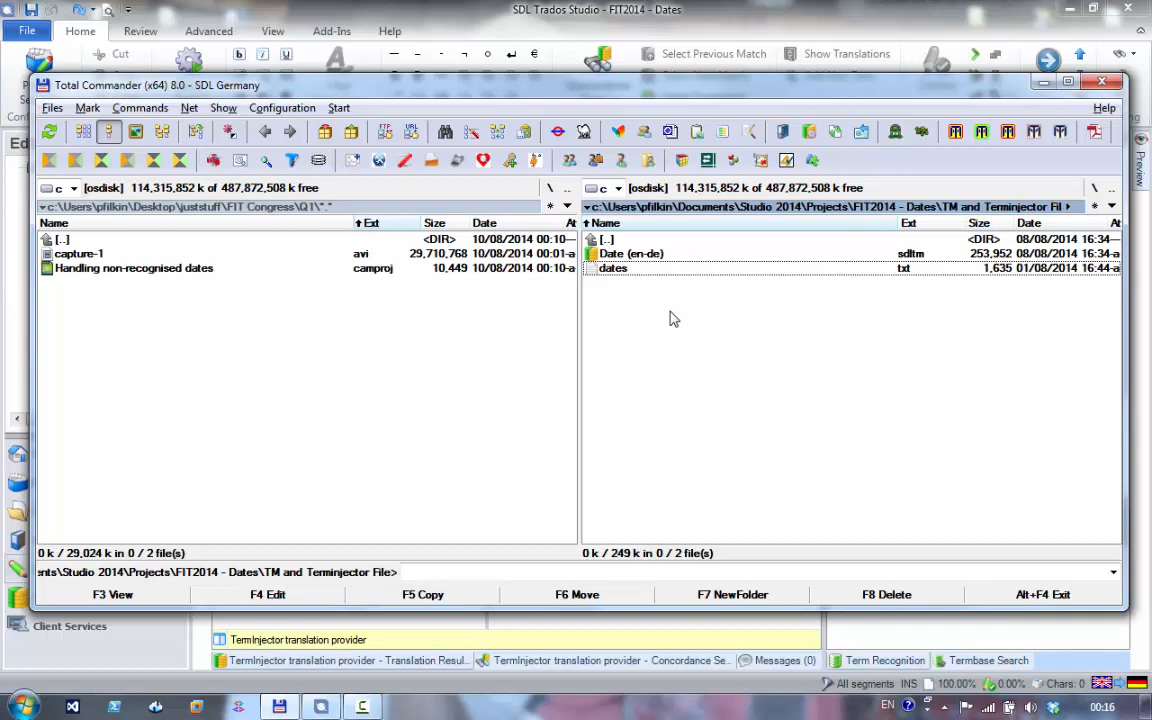 SDL Trados Studio - FIT2014 - Dates
File Home Review Advanced View Add-Ins Help
Cut
b i u
€
Select Previous Match
Show Translations
Total Commander (x64) 8.0 - SDL Germany
Files Mark Commands Net Show Configuration Start Help
FTP URL
c [osdisk] 114,315,852 k of 487,872,508 k free \ ..
c [osdisk] 114,315,852 k of 487,872,508 k free \ ..
c:\Users\pfilkin\Desktop\juststuff\FIT Congress\Q1\*.* *
c:\Users\pfilkin\Documents\Studio 2014\Projects\FIT2014 - Dates\TM and Terminjector Fil *
Name Ext Size Date At
Name Ext Size Date At
[..] <DIR> 10/08/2014 00:10—
[..] <DIR> 08/08/2014 16:34—
capture-1 avi 29,710,768 10/08/2014 00:01-a
Date (en-de) sdltm 253,952 08/08/2014 16:34-a
Handling non-recognised dates camproj 10,449 10/08/2014 00:10-a
dates txt 1,635 01/08/2014 16:44-a
Preview
Ed
0 k / 29,024 k in 0 / 2 file(s)
0 k / 249 k in 0 / 2 file(s)
ents\Studio 2014\Projects\FIT2014 - Dates\TM and Terminjector File>
F3 View F4 Edit F5 Copy F6 Move F7 NewFolder F8 Delete Alt+F4 Exit
Client Services
TermInjector translation provider
TermInjector translation provider - Translation Resul...
TermInjector translation provider - Concordance Se...
Messages (0)
Term Recognition
Termbase Search
All segments INS 100.00% 0.00% Chars: 0
EN 00:16